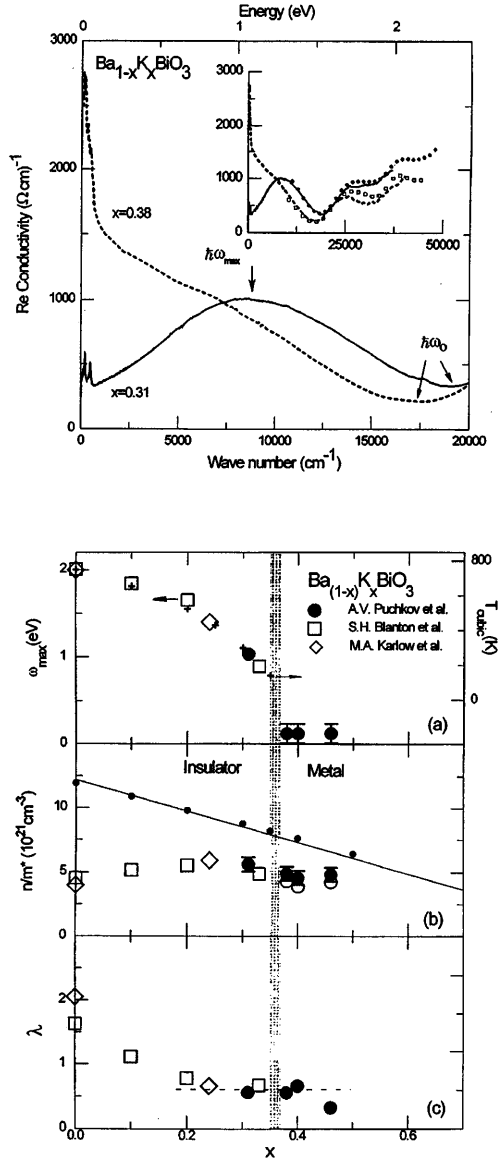 Energy (eV)
0 1 2
Ba1-xKxBiO3
Re Conductivity (Ω cm)-1
3000
2000
1000
0
x=0.38
x=0.31
ℏωmax
ℏω0
3000
2000
1000
0
0 25000 50000
0 5000 10000 15000 20000
Wave number (cm-1)
Ba(1-x)KxBiO3
A.V. Puchkov et al.
S.H. Blanton et al.
M.A. Karlow et al.
ωmax(eV)
2
1
0
Tcubic(K)
800
0
(a)
Insulator Metal
n/m* (10^21cm-3)
10
5
0
(b)
λ
2
1
0
(c)
0.0 0.2 0.4 0.6
x